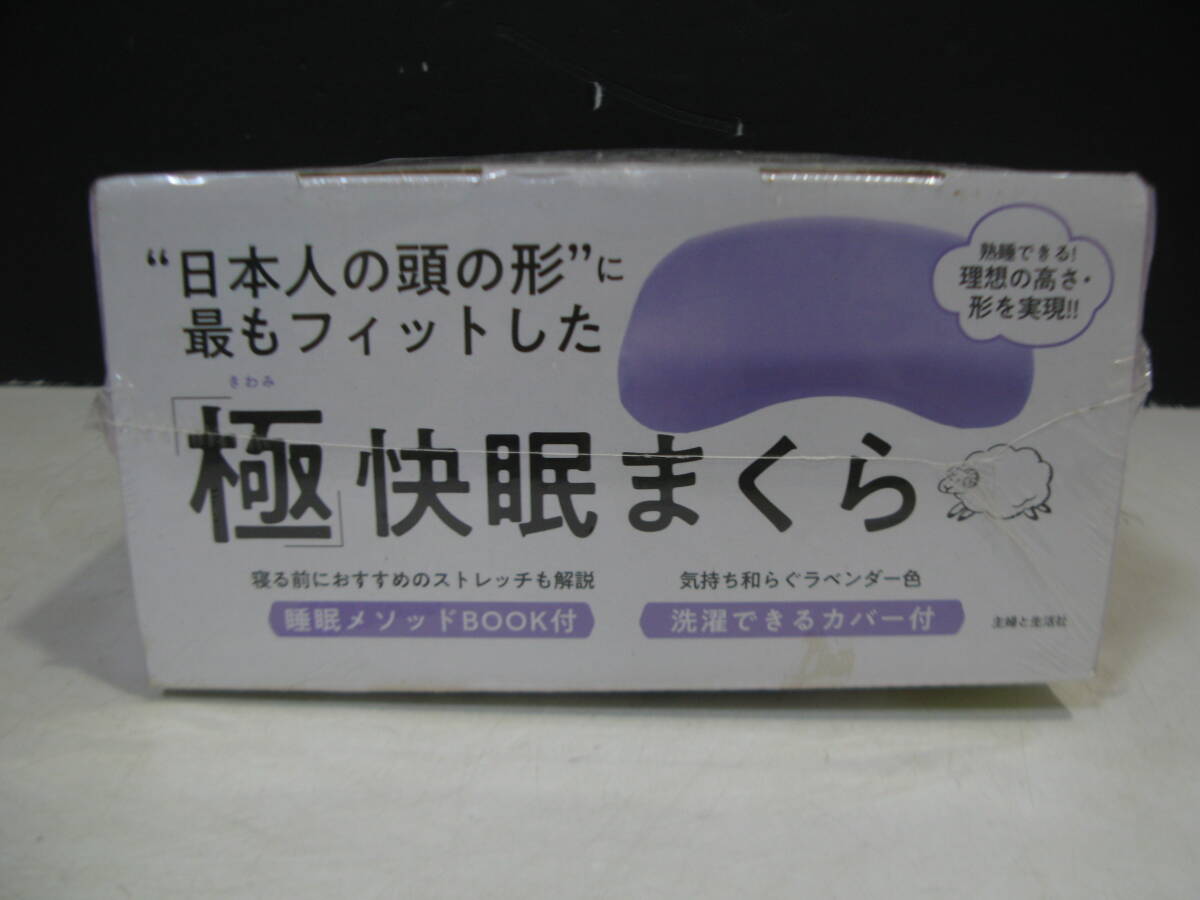 “日本人の頭の形”に
最もフィットした
熟睡できる!
理想の高さ・
形を実現!!
きわみ
「極」快眠まくら
寝る前におすすめのストレッチも解説
睡眠メソッドBOOK付
気持ち和らぐラベンダー色
洗濯できるカバー付
主婦と生活社